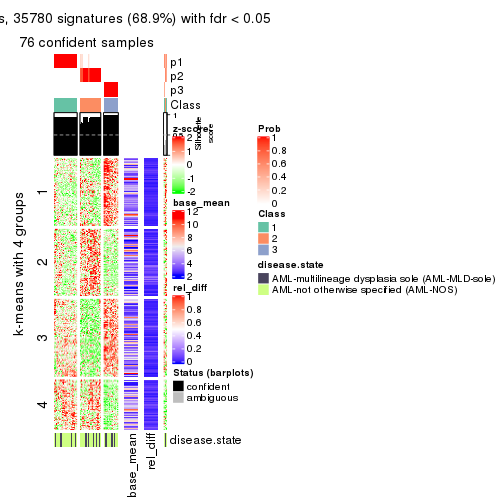 s, 35780 signatures (68.9%) with fdr < 0.05
76 confident samples
p1
p2
p3
Class
1
Silhouette
score
z-score
2
1
0
-1
-2
base_mean
12
10
8
6
4
2
rel_diff
1
0.8
0.6
0.4
0.2
0
Status (barplots)
confident
ambiguous
Prob
1
0.8
0.6
0.4
0.2
0
Class
1
2
3
disease.state
AML-multilineage dysplasia sole (AML-MLD-sole)
AML-not otherwise specified (AML-NOS)
k-means with 4 groups
1
2
3
4
disease.state
base_mean
rel_diff